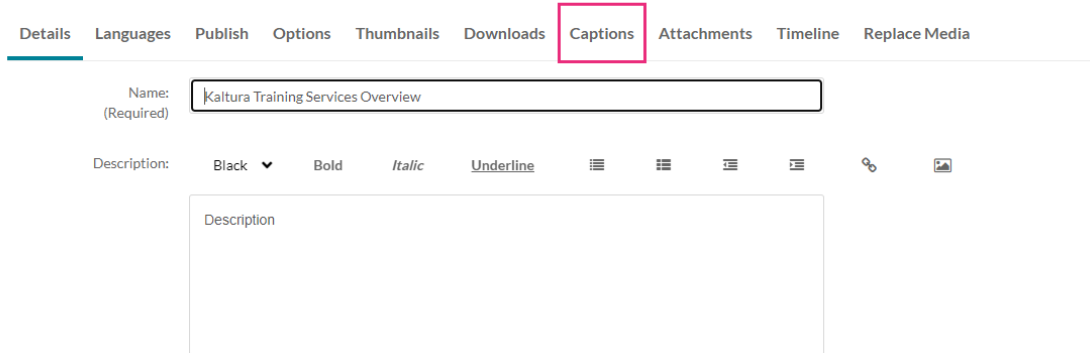 Details Languages Publish Options Thumbnails Downloads Captions Attachments Timeline Replace Media
Name: Kaltura Training Services Overview
(Required)
Description: Black Bold Italic Underline
Description